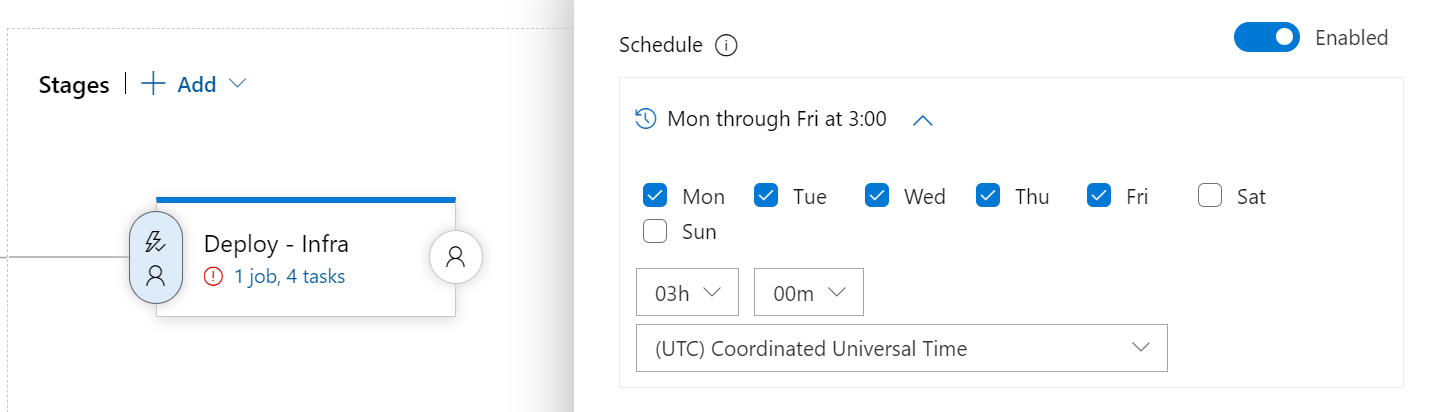 Stages | + Add
Deploy - Infra
1 job, 4 tasks
Schedule
Enabled
Mon through Fri at 3:00
Mon Tue Wed Thu Fri Sat
Sun
03h 00m
(UTC) Coordinated Universal Time